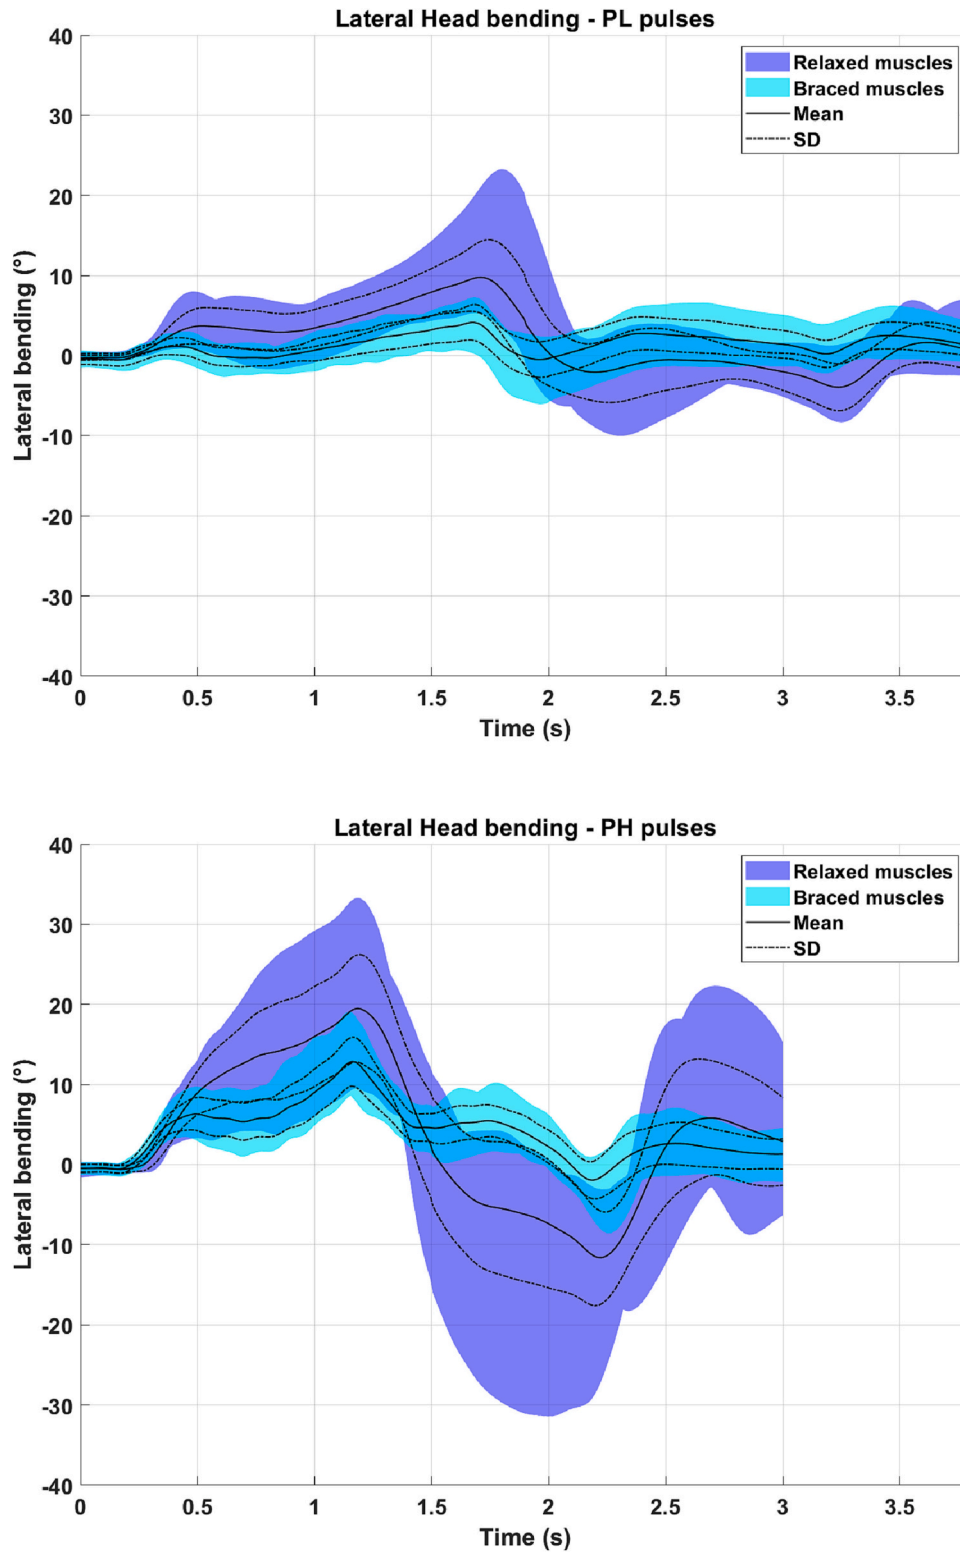 Lateral Head bending - PL pulses
40
30
20
10
0
-10
-20
-30
-40
Lateral bending (°)
Relaxed muscles
Braced muscles
Mean
SD
0 0.5 1 1.5 2 2.5 3 3.5
Time (s)
Lateral Head bending - PH pulses
40
30
20
10
0
-10
-20
-30
-40
Lateral bending (°)
Relaxed muscles
Braced muscles
Mean
SD
0 0.5 1 1.5 2 2.5 3 3.5
Time (s)